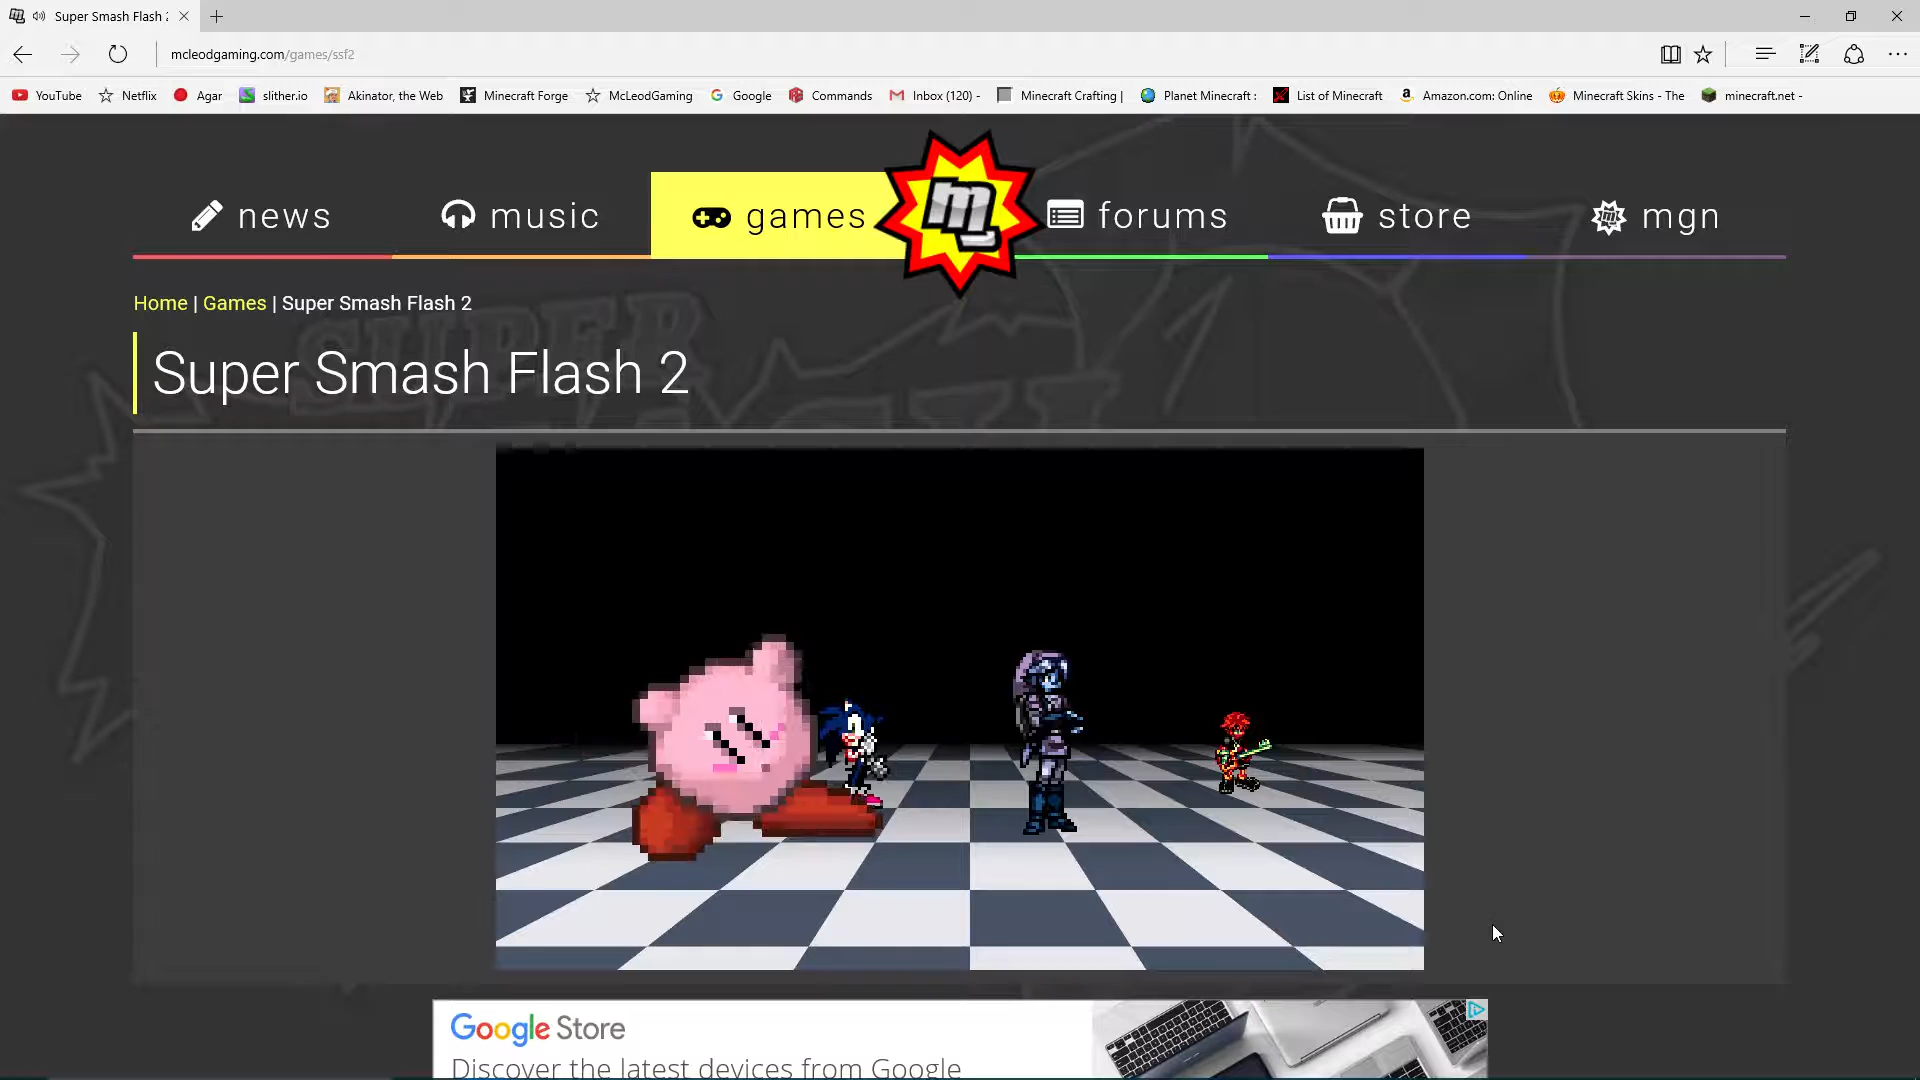 Super Smash Flash 2
mcleodgaming.com/games/ssf2
YouTube Netflix Agar slither.io Akinator, the Web Minecraft Forge McLeodGaming Google Commands Inbox (120) - Minecraft Crafting | Planet Minecraft : List of Minecraft Amazon.com: Online Minecraft Skins - The minecraft.net -
news music games m forums store mgn
Home | Games | Super Smash Flash 2
Super Smash Flash 2
Google Store
Discover the latest devices from Google